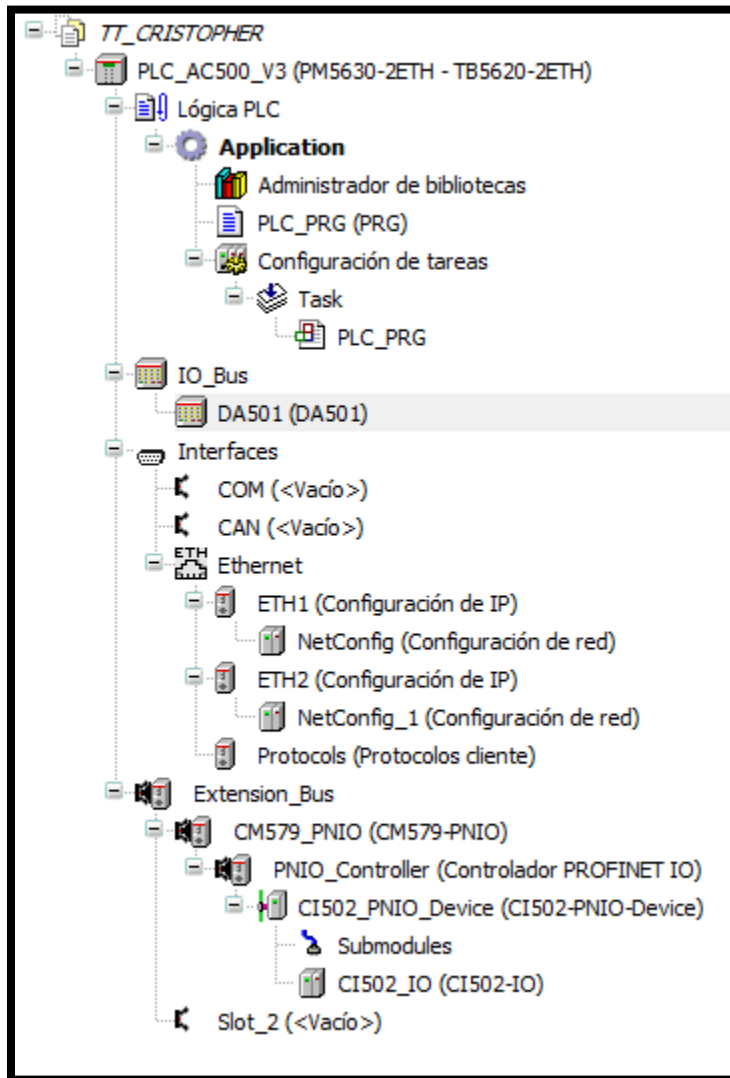 TT_CRISTOPHER
PLC_AC500_V3 (PM5630-2ETH - TB5620-2ETH)
Lógica PLC
Application
Administrador de bibliotecas
PLC_PRG (PRG)
Configuración de tareas
Task
PLC_PRG
IO_Bus
DA501 (DA501)
Interfaces
COM (<Vacío>)
CAN (<Vacío>)
ETH Ethernet
ETH1 (Configuración de IP)
NetConfig (Configuración de red)
ETH2 (Configuración de IP)
NetConfig_1 (Configuración de red)
Protocols (Protocolos cliente)
Extension_Bus
CM579_PNIO (CM579-PNIO)
PNIO_Controller (Controlador PROFINET IO)
CI502_PNIO_Device (CI502-PNIO-Device)
Submodules
CI502_IO (CI502-IO)
Slot_2 (<Vacío>)